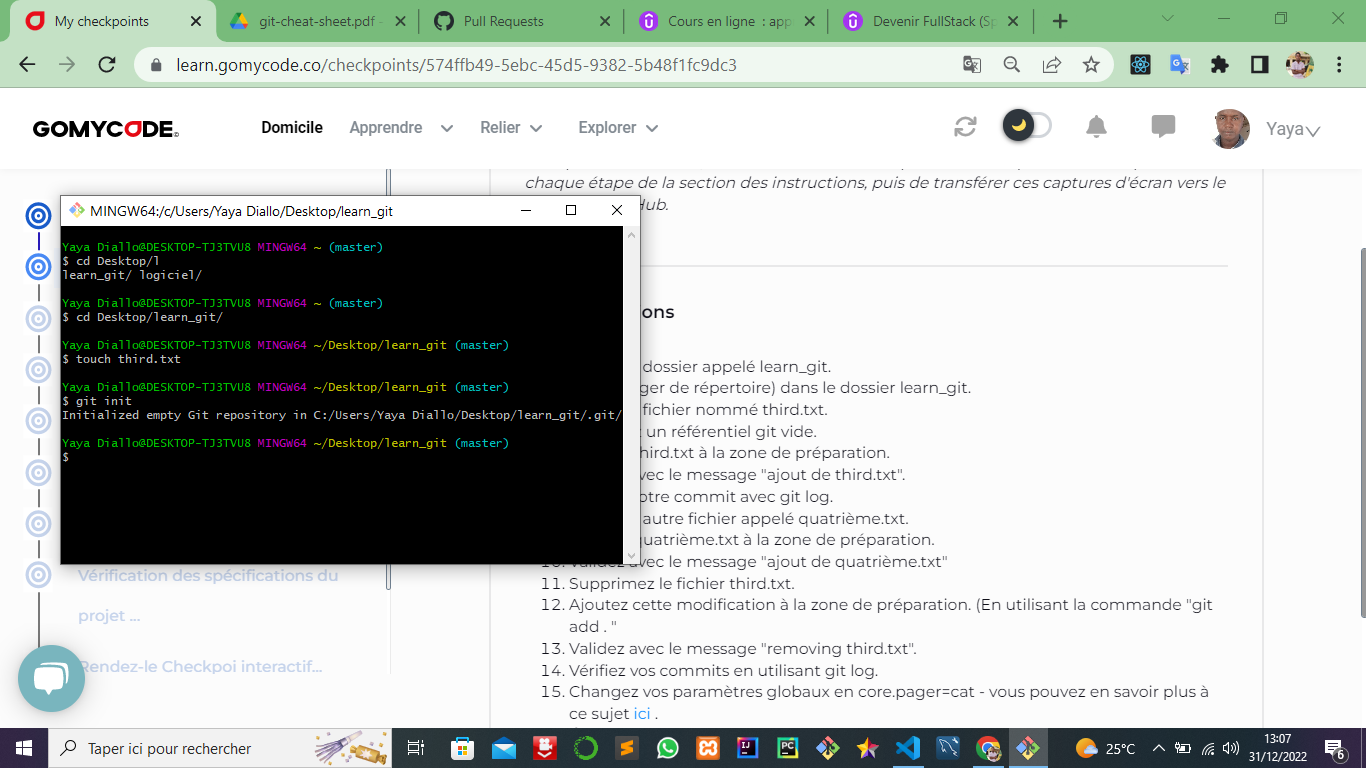 My checkpoints
git-cheat-sheet.pdf -
Pull Requests
Cours en ligne : app
Devenir FullStack (Sp
learn.gomycode.co/checkpoints/574ffb49-5ebc-45d5-9382-5b48f1fc9dc3
GOMYCODE
Domicile
Apprendre
Relier
Explorer
Yaya
chaque étape de la section des instructions, puis de transférer ces captures d'écran vers le
Hub.
MINGW64:/c/Users/Yaya Diallo/Desktop/learn_git
Yaya Diallo@DESKTOP-TJ3TVU8 MINGW64 ~ (master)
$ cd Desktop/l
learn_git/ logiciel/
Yaya Diallo@DESKTOP-TJ3TVU8 MINGW64 ~ (master)
$ cd Desktop/learn_git/
Yaya Diallo@DESKTOP-TJ3TVU8 MINGW64 ~/Desktop/learn_git (master)
$ touch third.txt
Yaya Diallo@DESKTOP-TJ3TVU8 MINGW64 ~/Desktop/learn_git (master)
$ git init
Initialized empty Git repository in C:/Users/Yaya Diallo/Desktop/learn_git/.git/
Yaya Diallo@DESKTOP-TJ3TVU8 MINGW64 ~/Desktop/learn_git (master)
$
ons
dossier appelé learn_git.
ger de répertoire) dans le dossier learn_git.
fichier nommé third.txt.
un référentiel git vide.
hird.txt à la zone de préparation.
vec le message "ajout de third.txt".
otre commit avec git log.
autre fichier appelé quatrième.txt.
quatrième.txt à la zone de préparation.
10. Validez avec le message "ajout de quatrième.txt"
11. Supprimez le fichier third.txt.
12. Ajoutez cette modification à la zone de préparation. (En utilisant la commande "git
add . "
13. Validez avec le message "removing third.txt".
14. Vérifiez vos commits en utilisant git log.
15. Changez vos paramètres globaux en core.pager=cat - vous pouvez en savoir plus à
ce sujet ici .
Vérification des spécifications du
projet ...
Rendez-le Checkpoi interactif...
Taper ici pour rechercher
25°C
13:07
31/12/2022
6